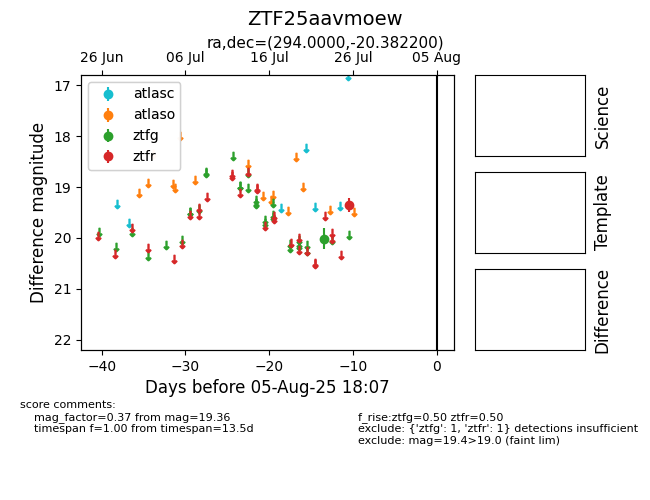 ZTF25aavmoew
ra,dec=(294.0000,-20.382200)
26 Jun 06 Jul 16 Jul 26 Jul 05 Aug
atlasc
atlaso
ztfg
ztfr
17
18
19
20
21
22
Difference magnitude
−40 −30 −20 −10 0
Days before 05-Aug-25 18:07
Science
Template
Difference
score comments:
mag_factor=0.37 from mag=19.36
timespan f=1.00 from timespan=13.5d
f_rise:ztfg=0.50 ztfr=0.50
exclude: {'ztfg': 1, 'ztfr': 1} detections insufficient
exclude: mag=19.4>19.0 (faint lim)